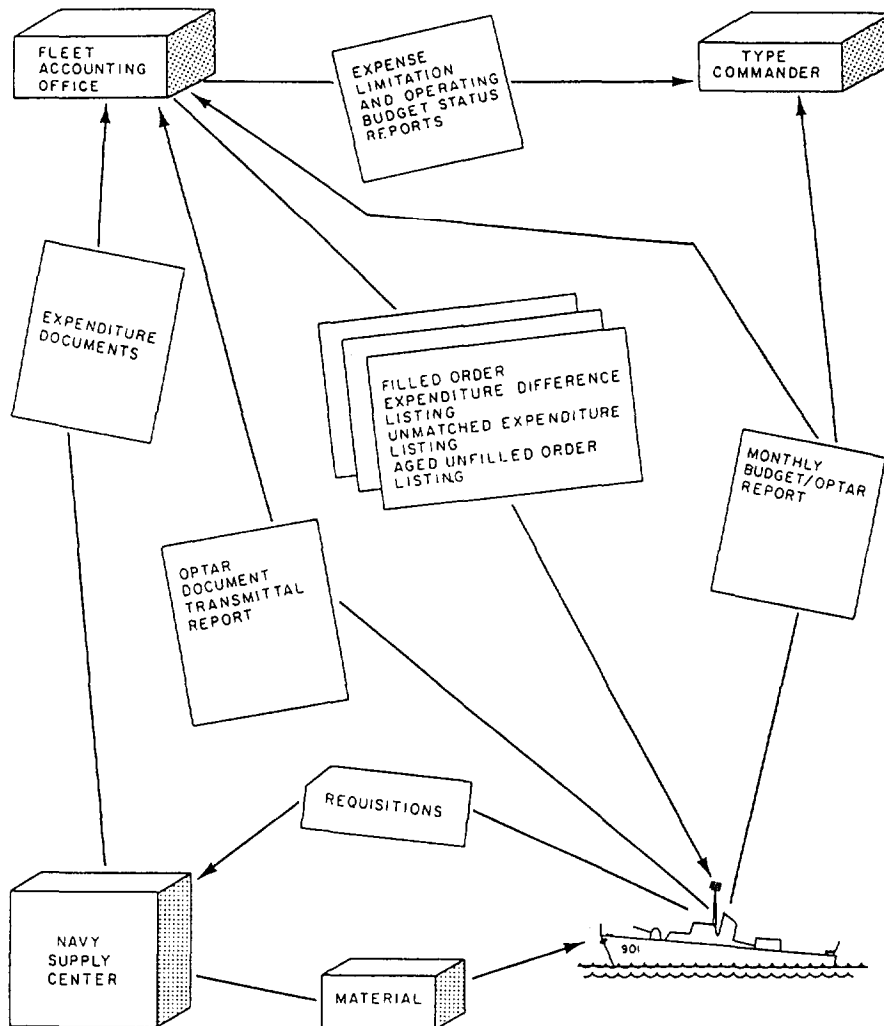 FLEET
ACCOUNTING
OFFICE
EXPENSE
LIMITATION
AND OPERATING
BUDGET STATUS
REPORTS
TYPE
COMMANDER
EXPENDITURE
DOCUMENTS
FILLED ORDER
EXPENDITURE DIFFERENCE
LISTING
UNMATCHED EXPENDITURE
LISTING
AGED UNFILLED ORDER
LISTING
MONTHLY
BUDGET/OPTAR
REPORT
OPTAR
DOCUMENT
TRANSMITTAL
REPORT
REQUISITIONS
NAVY
SUPPLY
CENTER
MATERIAL
901